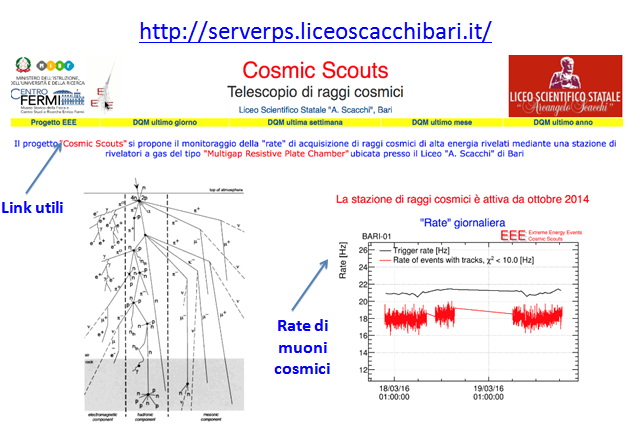 http://serverps.liceoscacchibari.it/
MINISTERO DELL'ISTRUZIONE,
DELL'UNIVERSITÀ E DELLA RICERCA
CENTRO
FERMI
EEE
Cosmic Scouts
Telescopio di raggi cosmici
Liceo Scientifico Statale "A. Scacchi", Bari
LICEO SCIENTIFICO STATALE
"Arcangelo Scacchi"
Progetto EEE
DQM ultimo giorno
DQM ultima settimana
DQM ultimo mese
DQM ultimo anno
Il progetto "Cosmic Scouts" si propone il monitoraggio della "rate" di acquisizione di raggi cosmici di alta energia rivelati mediante una stazione di
rivelatori a gas del tipo "Multigap Resistive Plate Chamber" ubicata presso il Liceo "A. Scacchi" di Bari
Link utili
top of atmosphere
electromagnetic
component
hadronic
component
mesonic
component
Rate di
muoni
cosmici
La stazione di raggi cosmici è attiva da ottobre 2014
"Rate" giornaliera
BARI-01
EEE Extreme Energy Events
Cosmic Scouts
Rate [Hz]
Trigger rate [Hz]
Rate of events with tracks, χ² < 10.0 [Hz]
26
24
22
20
18
16
14
12
18/03/16
01:00:00
19/03/16
01:00:00